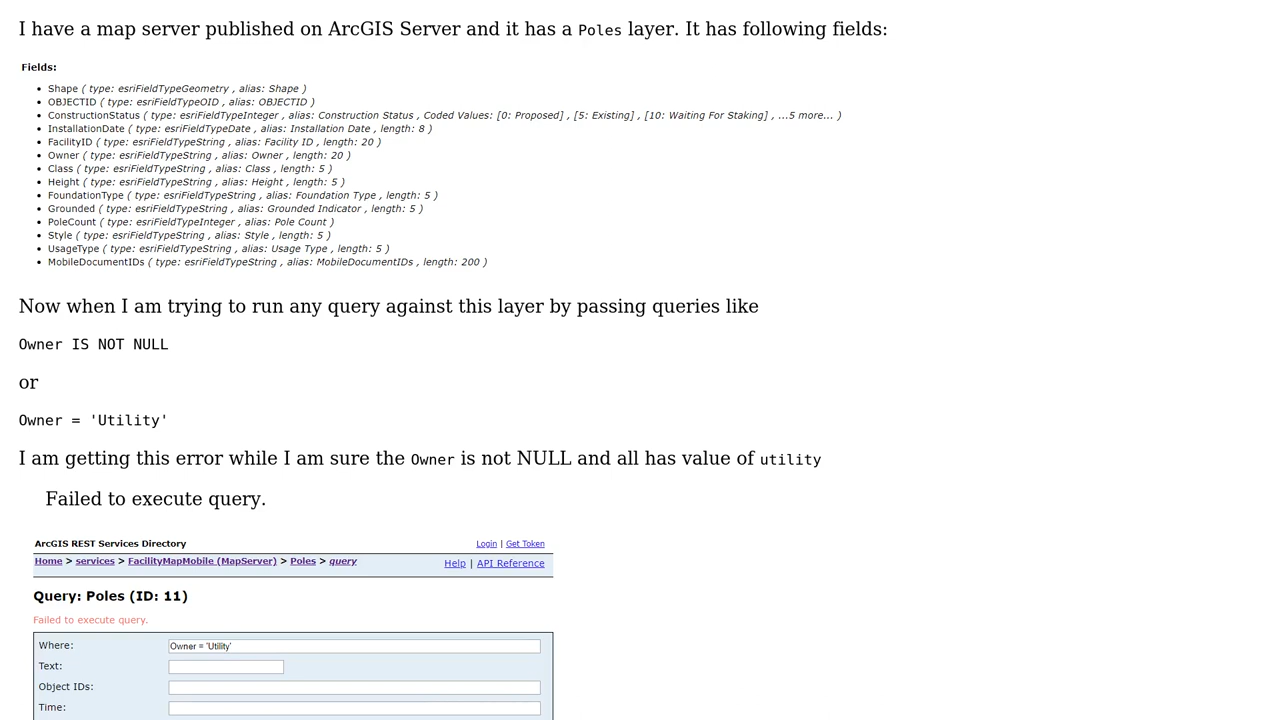 I have a map server published on ArcGIS Server and it has a Poles layer. It has following fields:
Fields:
• Shape ( type: esriFieldTypeGeometry , alias: Shape )
• OBJECTID ( type: esriFieldTypeOID , alias: OBJECTID )
• ConstructionStatus ( type: esriFieldTypeInteger , alias: Construction Status , Coded Values: [0: Proposed] , [5: Existing] , [10: Waiting For Staking] , ...5 more... )
• InstallationDate ( type: esriFieldTypeDate , alias: Installation Date , length: 8 )
• FacilityID ( type: esriFieldTypeString , alias: Facility ID , length: 20 )
• Owner ( type: esriFieldTypeString , alias: Owner , length: 20 )
• Class ( type: esriFieldTypeString , alias: Class , length: 5 )
• Height ( type: esriFieldTypeString , alias: Height , length: 5 )
• FoundationType ( type: esriFieldTypeString , alias: Foundation Type , length: 5 )
• Grounded ( type: esriFieldTypeString , alias: Grounded Indicator , length: 5 )
• PoleCount ( type: esriFieldTypeInteger , alias: Pole Count )
• Style ( type: esriFieldTypeString , alias: Style , length: 5 )
• UsageType ( type: esriFieldTypeString , alias: Usage Type , length: 5 )
• MobileDocumentIDs ( type: esriFieldTypeString , alias: MobileDocumentIDs , length: 200 )
Now when I am trying to run any query against this layer by passing queries like
Owner IS NOT NULL
or
Owner = 'Utility'
I am getting this error while I am sure the Owner is not NULL and all has value of utility
Failed to execute query.
ArcGIS REST Services Directory Login | Get Token
Home > services > FacilityMapMobile (MapServer) > Poles > query Help | API Reference
Query: Poles (ID: 11)
Failed to execute query.
Where: Owner = 'Utility'
Text:
Object IDs:
Time: